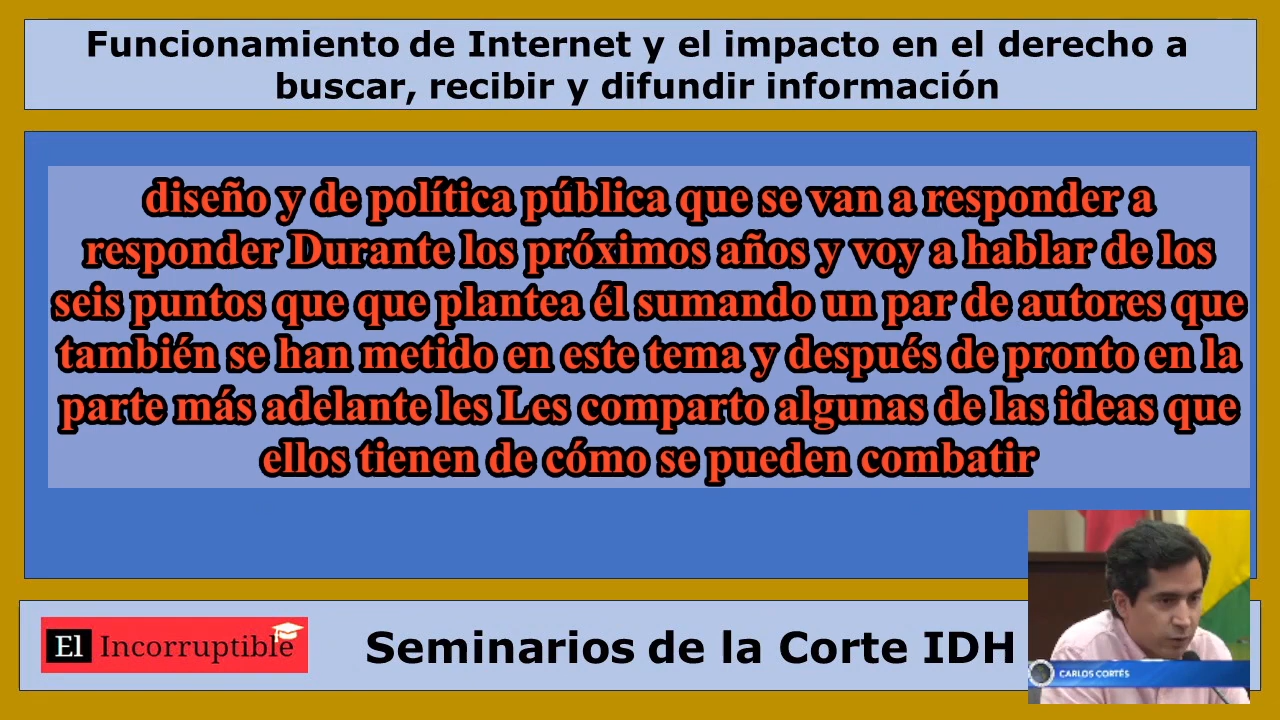 Funcionamiento de Internet y el impacto en el derecho a
buscar, recibir y difundir información
diseño y de política pública que se van a responder a
responder Durante los próximos años y voy a hablar de los
seis puntos que que plantea él sumando un par de autores que
también se han metido en este tema y después de pronto en la
parte más adelante les Les comparto algunas de las ideas que
ellos tienen de cómo se pueden combatir
El Incorruptible
Seminarios de la Corte IDH
CARLOS CORTÉS